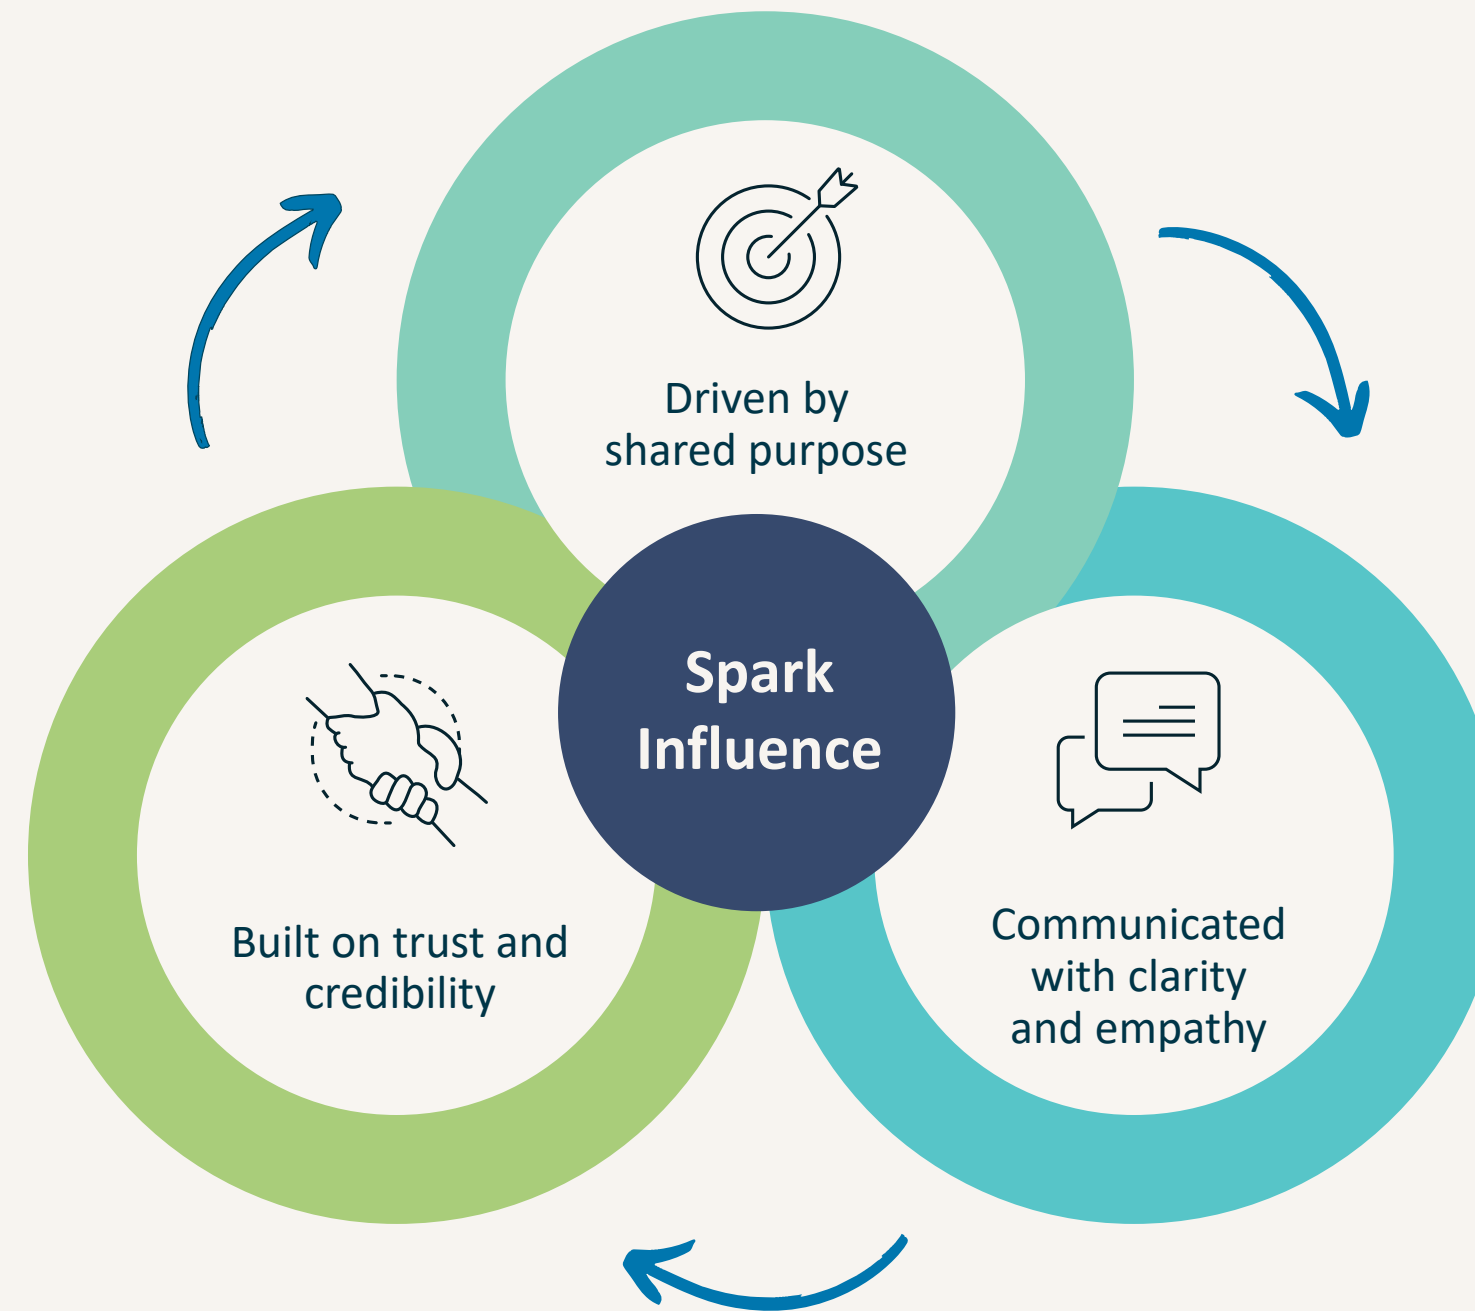 Driven by
shared purpose
Spark
Influence
Built on trust and
credibility
Communicated
with clarity
and empathy